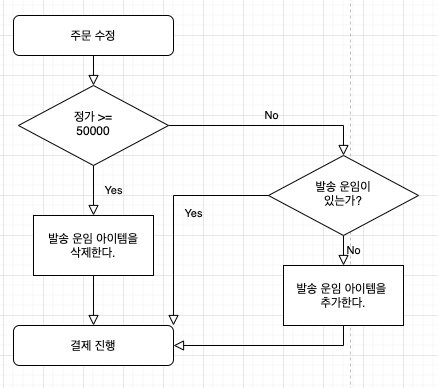 주문 수정
정가 >=
50000
No
발송 운임이
있는가?
Yes
Yes
발송 운임 아이템을
삭제한다.
No
발송 운임 아이템을
추가한다.
결제 진행